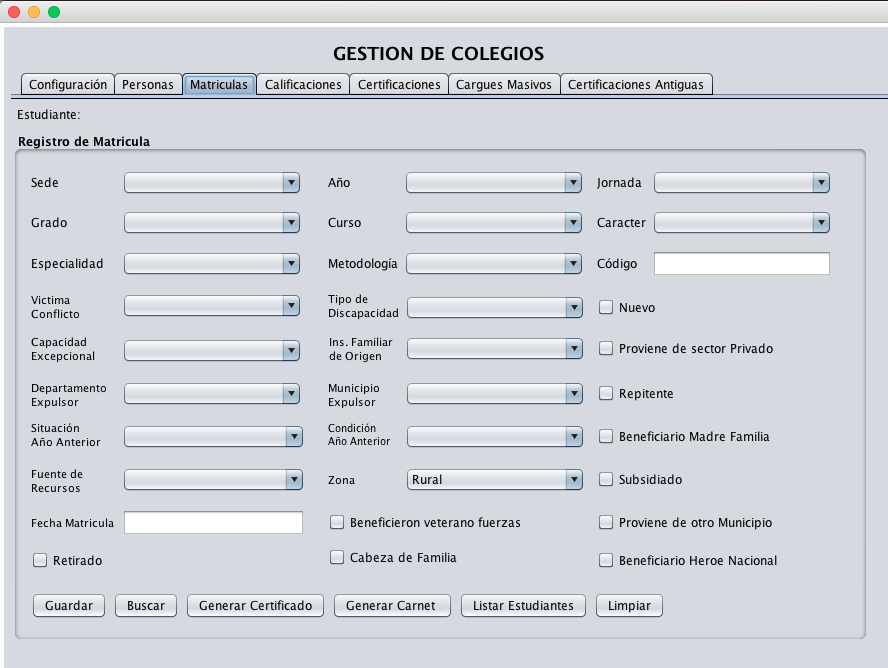 GESTION DE COLEGIOS
Configuración Personas Matriculas Calificaciones Certificaciones Cargues Masivos Certificaciones Antiguas
Estudiante:
Registro de Matricula
Sede Año Jornada
Grado Curso Caracter
Especialidad Metodología Código
Victima Conflicto Tipo de Discapacidad Nuevo
Capacidad Excepcional Ins. Familiar de Origen Proviene de sector Privado
Departamento Expulsor Municipio Expulsor Repitente
Situación Año Anterior Condición Año Anterior Beneficiario Madre Familia
Fuente de Recursos Zona Rural Subsidiado
Fecha Matricula Beneficieron veterano fuerzas Proviene de otro Municipio
Retirado Cabeza de Familia Beneficiario Heroe Nacional
Guardar Buscar Generar Certificado Generar Carnet Listar Estudiantes Limpiar